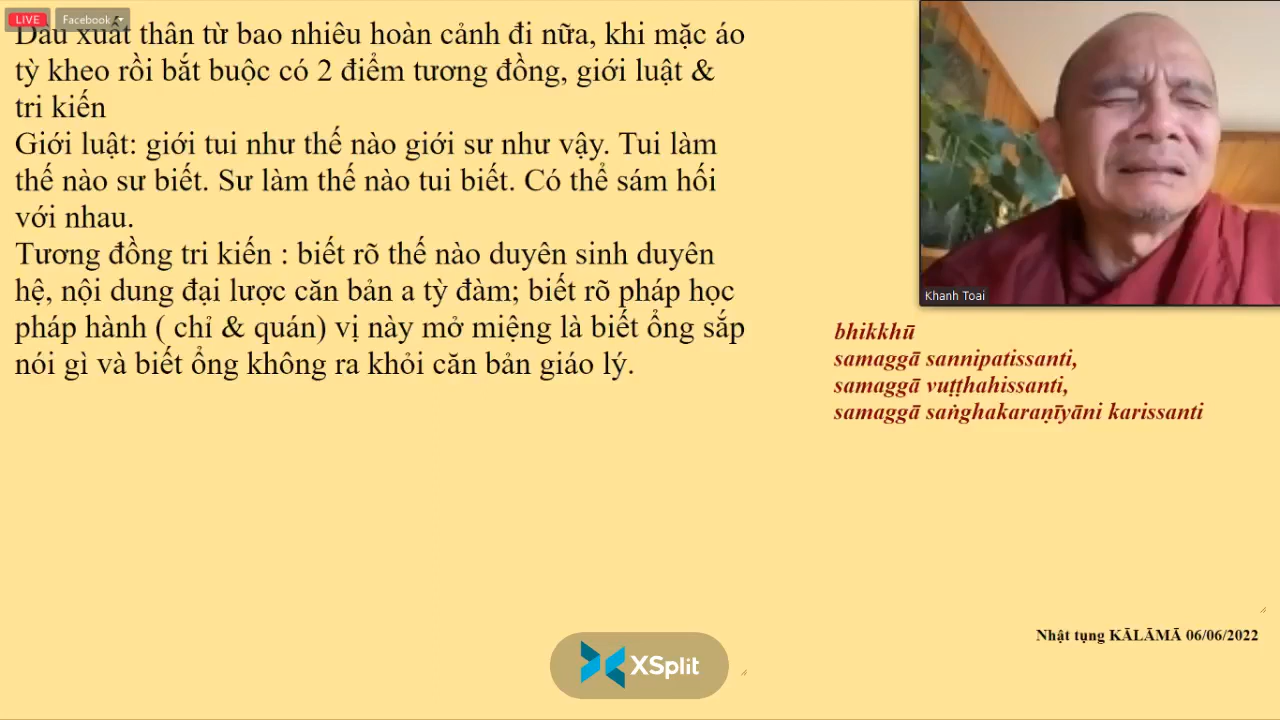 LIVE
Facebook
Dầu xuất thân từ bao nhiêu hoàn cảnh đi nữa, khi mặc áo
tỳ kheo rồi bắt buộc có 2 điểm tương đồng, giới luật &
tri kiến
Giới luật: giới tui như thế nào giới sư như vậy. Tui làm
thế nào sư biết. Sư làm thế nào tui biết. Có thể sám hối
với nhau.
Tương đồng tri kiến : biết rõ thế nào duyên sinh duyên
hệ, nội dung đại lược căn bản a tỳ đàm; biết rõ pháp học
pháp hành ( chỉ & quán) vị này mở miệng là biết ổng sắp
nói gì và biết ổng không ra khỏi căn bản giáo lý.
Khanh Toai
bhikkhū
samaggā sannipatissanti,
samaggā vuṭṭhahissanti,
samaggā saṅghakaraṇīyāni karissanti
Nhật tụng KĀLĀMĀ 06/06/2022
XSplit